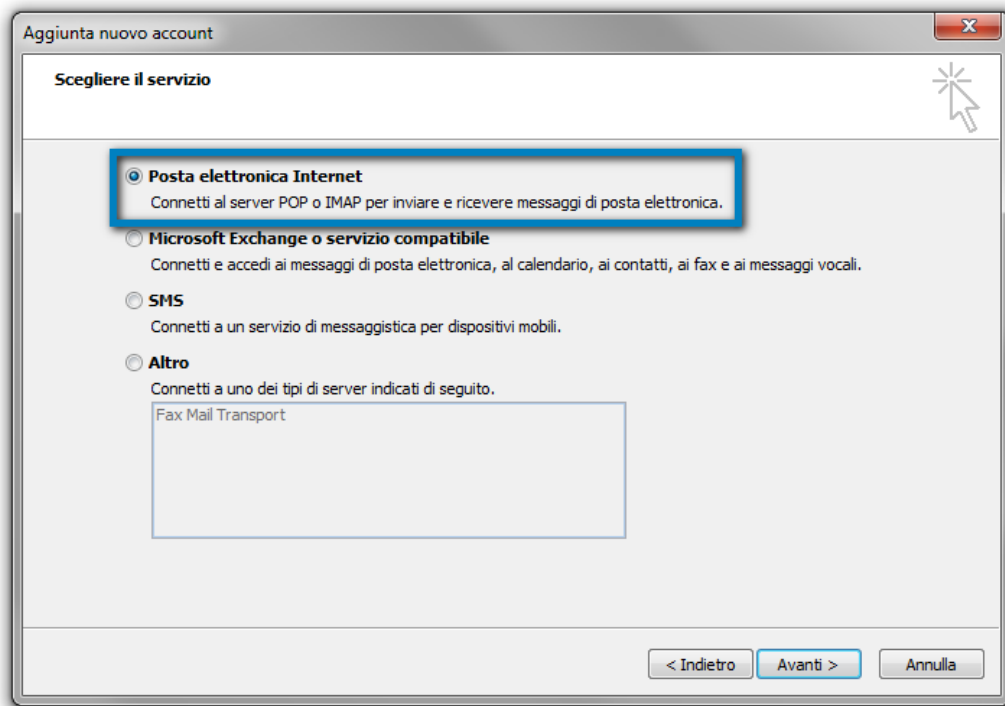 Aggiunta nuovo account
Scegliere il servizio
Posta elettronica Internet
Connetti al server POP o IMAP per inviare e ricevere messaggi di posta elettronica.
Microsoft Exchange o servizio compatibile
Connetti e accedi ai messaggi di posta elettronica, al calendario, ai contatti, ai fax e ai messaggi vocali.
SMS
Connetti a un servizio di messaggistica per dispositivi mobili.
Altro
Connetti a uno dei tipi di server indicati di seguito.
Fax Mail Transport
< Indietro Avanti > Annulla